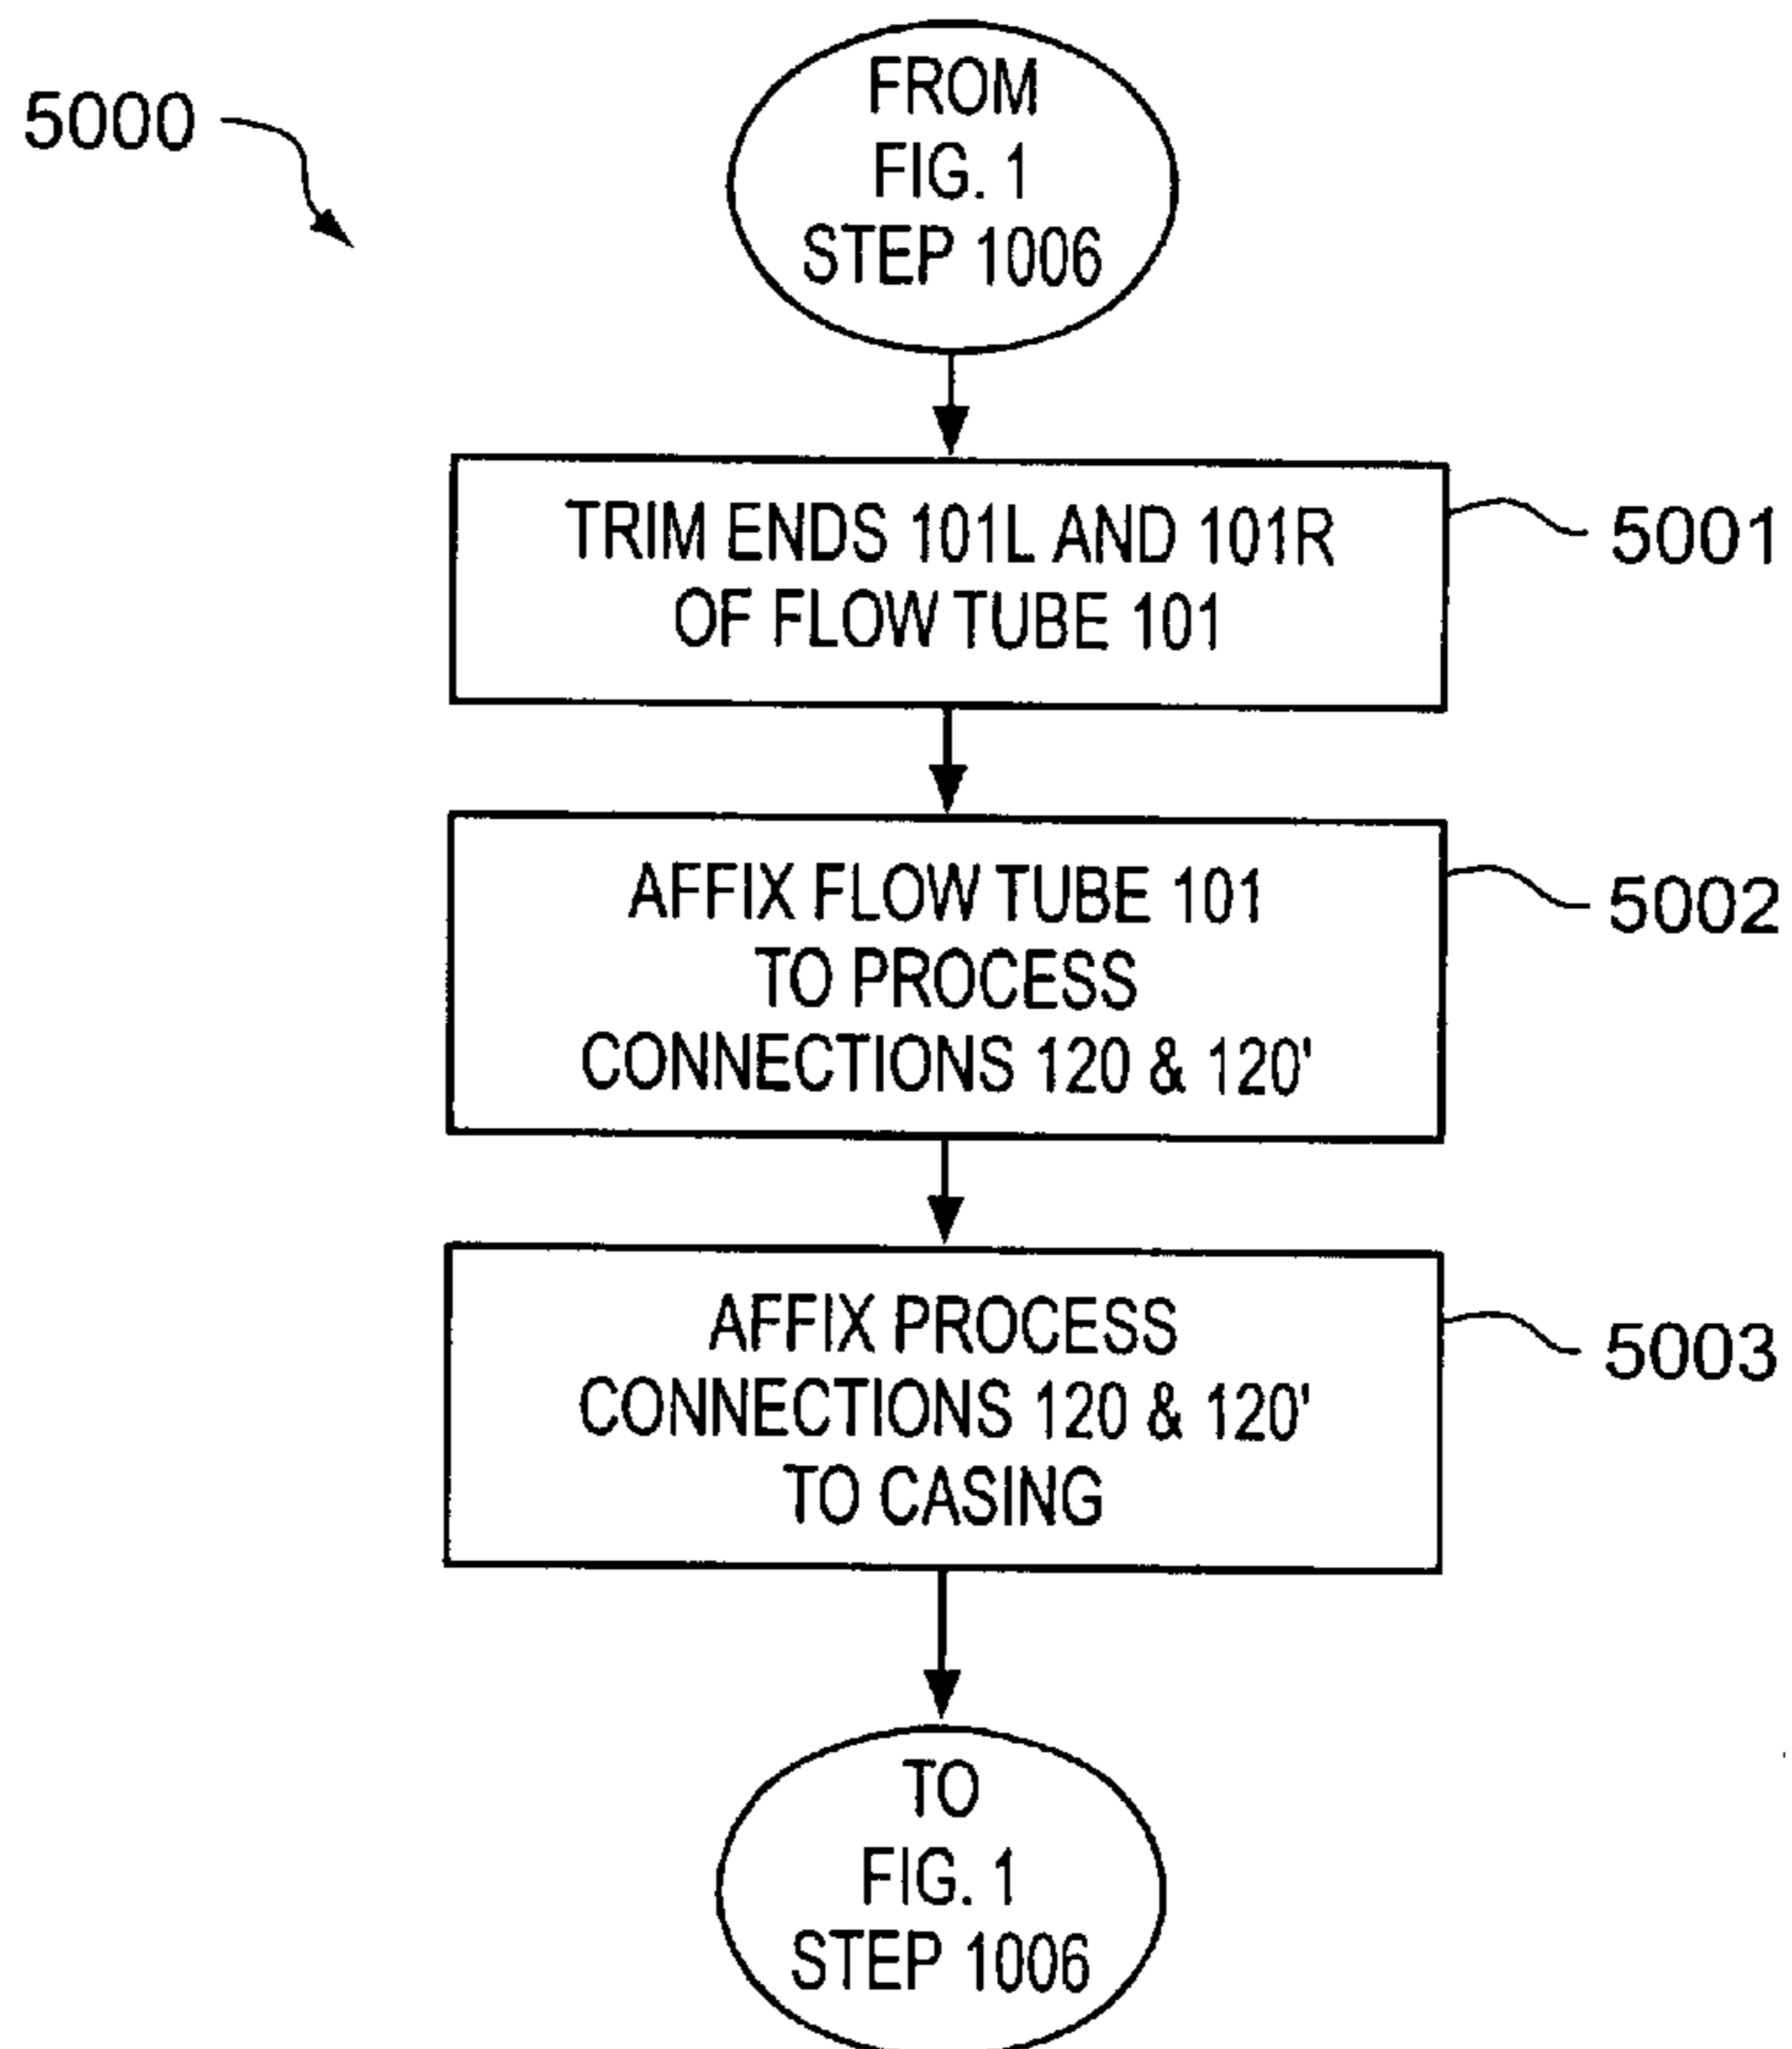 5000
FROM
FIG. 1
STEP 1006
TRIM ENDS 101L AND 101R
OF FLOW TUBE 101
5001
AFFIX FLOW TUBE 101
TO PROCESS
CONNECTIONS 120 & 120'
5002
AFFIX PROCESS
CONNECTIONS 120 & 120'
TO CASING
5003
TO
FIG. 1
STEP 1006